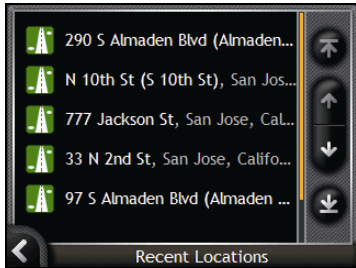 290 S Almaden Blvd (Almaden...
N 10th St (S 10th St), San Jos...
777 Jackson St, San Jose, Cal...
33 N 2nd St, San Jose, Califo...
97 S Almaden Blvd (Almaden ...
Recent Locations